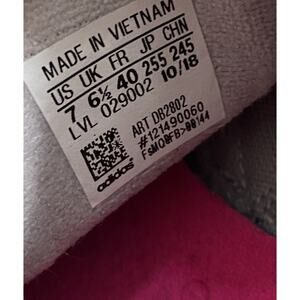 MADE IN VIETNAM
US UK FR JP CHN
7 6½ 40 255 245
LVL 029002 10/18
ART DB2802
#121490060
adidas